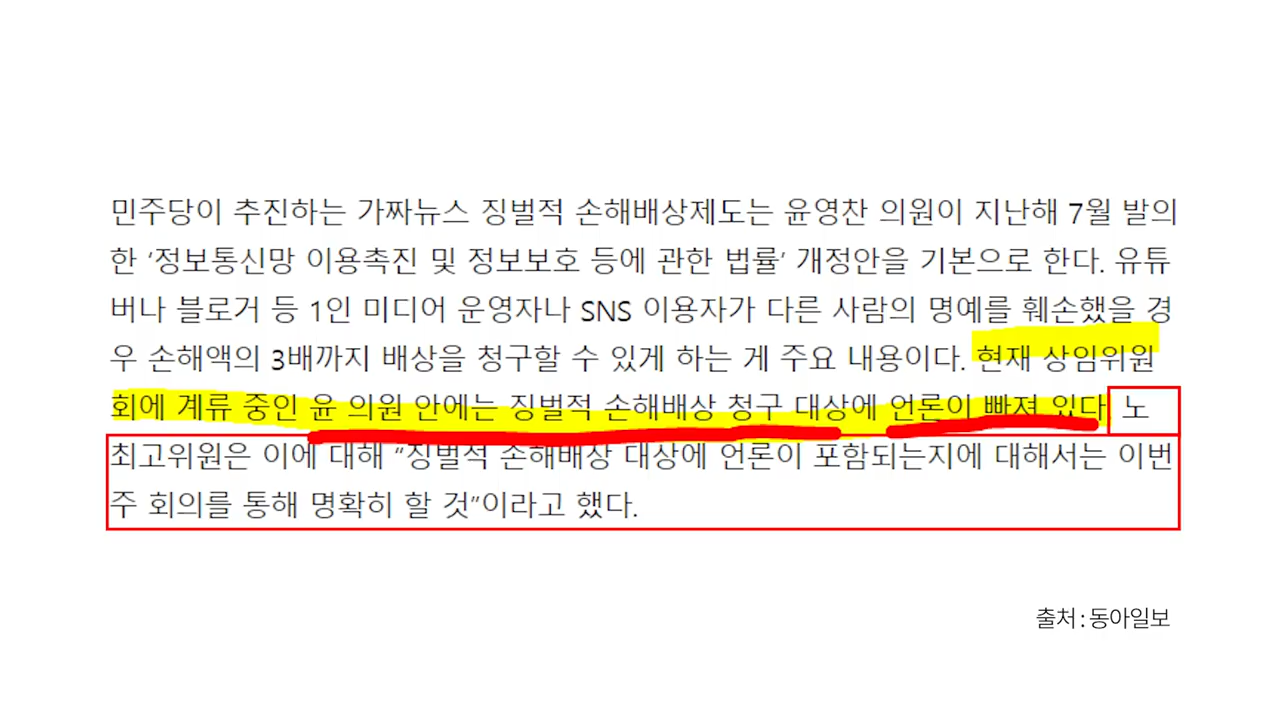 민주당이 추진하는 가짜뉴스 징벌적 손해배상제도는 윤영찬 의원이 지난해 7월 발의
한 ‘정보통신망 이용촉진 및 정보보호 등에 관한 법률’ 개정안을 기본으로 한다. 유튜
버나 블로거 등 1인 미디어 운영자나 SNS 이용자가 다른 사람의 명예를 훼손했을 경
우 손해액의 3배까지 배상을 청구할 수 있게 하는 게 주요 내용이다. 현재 상임위원
회에 계류 중인 윤 의원 안에는 징벌적 손해배상 청구 대상에 언론이 빠져 있다. 노
최고위원은 이에 대해 “징벌적 손해배상 대상에 언론이 포함되는지에 대해서는 이번
주 회의를 통해 명확히 할 것”이라고 했다.
출처 : 동아일보